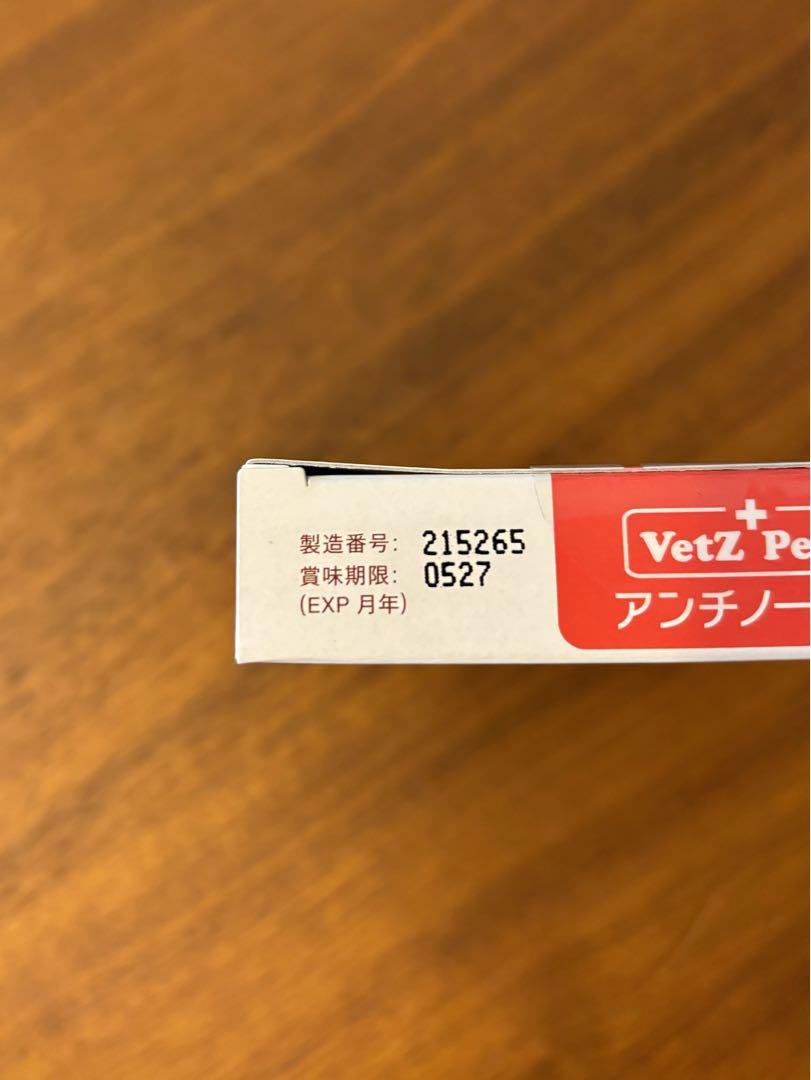 製造番号: 215265
賞味期限: 0527
(EXP 月年)
VetZ Pe
アンチノー